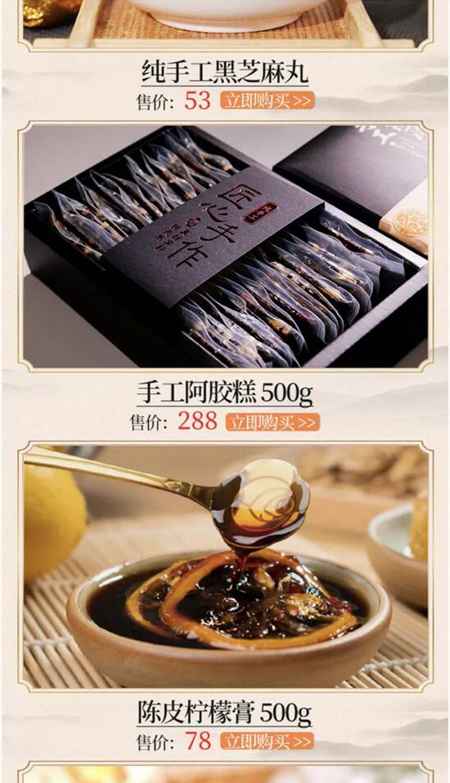 纯手工黑芝麻丸
售价：53 立即购买 >>
匠心手作
手工阿胶糕 500g
售价：288 立即购买 >>
陈皮柠檬膏 500g
售价：78 立即购买 >>